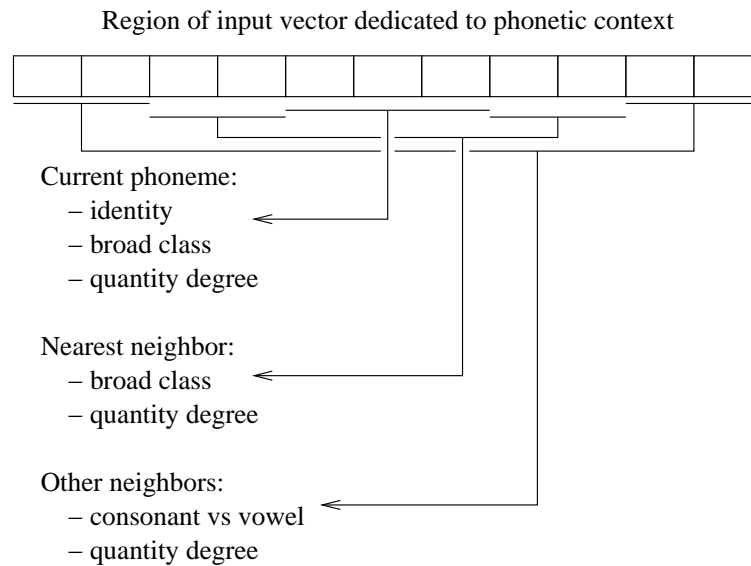 Region of input vector dedicated to phonetic context
Current phoneme:
– identity
– broad class
– quantity degree
Nearest neighbor:
– broad class
– quantity degree
Other neighbors:
– consonant vs vowel
– quantity degree